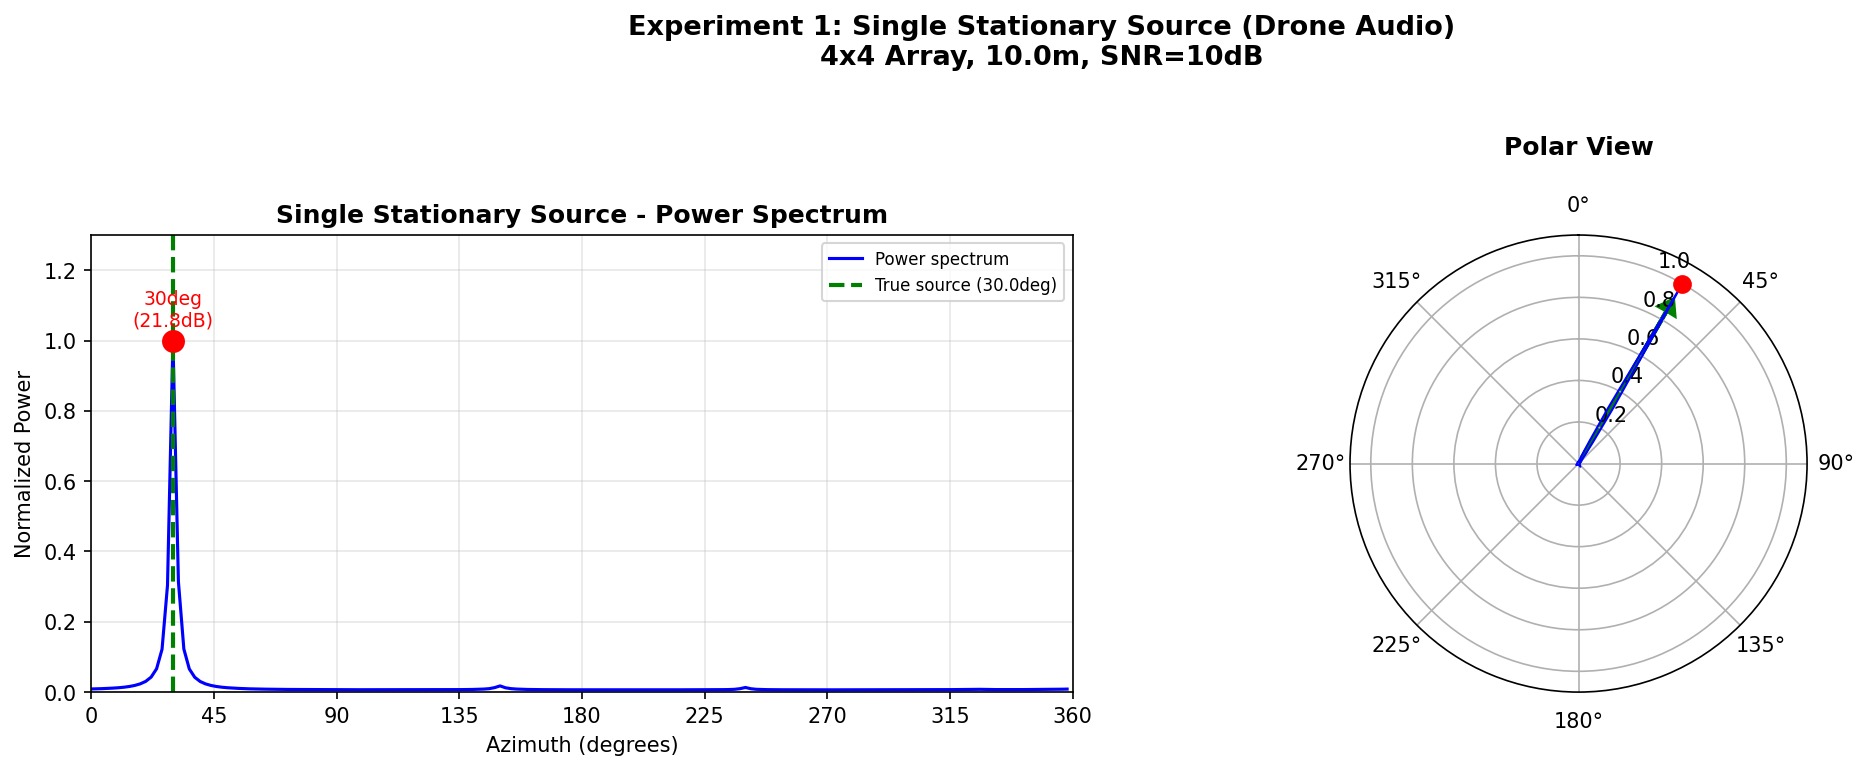 Experiment 1: Single Stationary Source (Drone Audio)
4x4 Array, 10.0m, SNR=10dB
Single Stationary Source - Power Spectrum
Normalized Power
1.2
1.0
0.8
0.6
0.4
0.2
0.0
30deg
(21.8dB)
Power spectrum
True source (30.0deg)
0
45
90
135
180
225
270
315
360
Azimuth (degrees)
Polar View
0°
45°
90°
135°
180°
225°
270°
315°
1.0
0.8
0.6
0.4
0.2